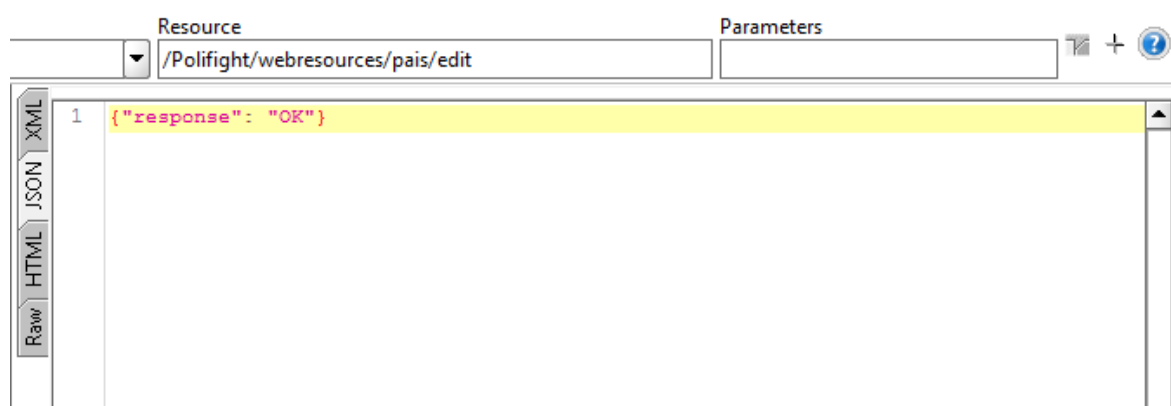 Resource
Parameters
/Polifight/webresources/pais/edit
XML
JSON
HTML
Raw
1 {"response": "OK"}